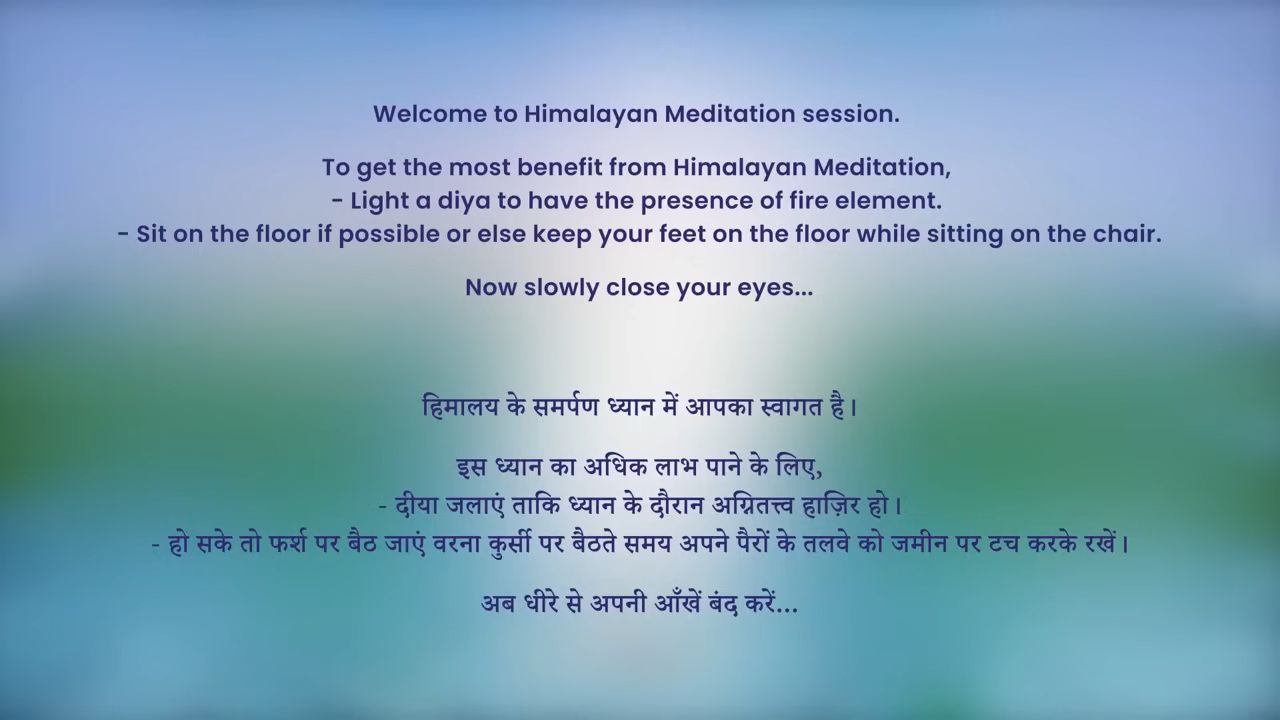 Welcome to Himalayan Meditation session.
To get the most benefit from Himalayan Meditation,
- Light a diya to have the presence of fire element.
- Sit on the floor if possible or else keep your feet on the floor while sitting on the chair.
Now slowly close your eyes...
हिमालय के समर्पण ध्यान में आपका स्वागत है।
इस ध्यान का अधिक लाभ पाने के लिए,
- दीया जलाएं ताकि ध्यान के दौरान अग्नितत्त्व हाज़िर हो।
- हो सके तो फर्श पर बैठ जाएं वरना कुर्सी पर बैठते समय अपने पैरों के तलवे को जमीन पर टच करके रखें।
अब धीरे से अपनी आँखें बंद करें...